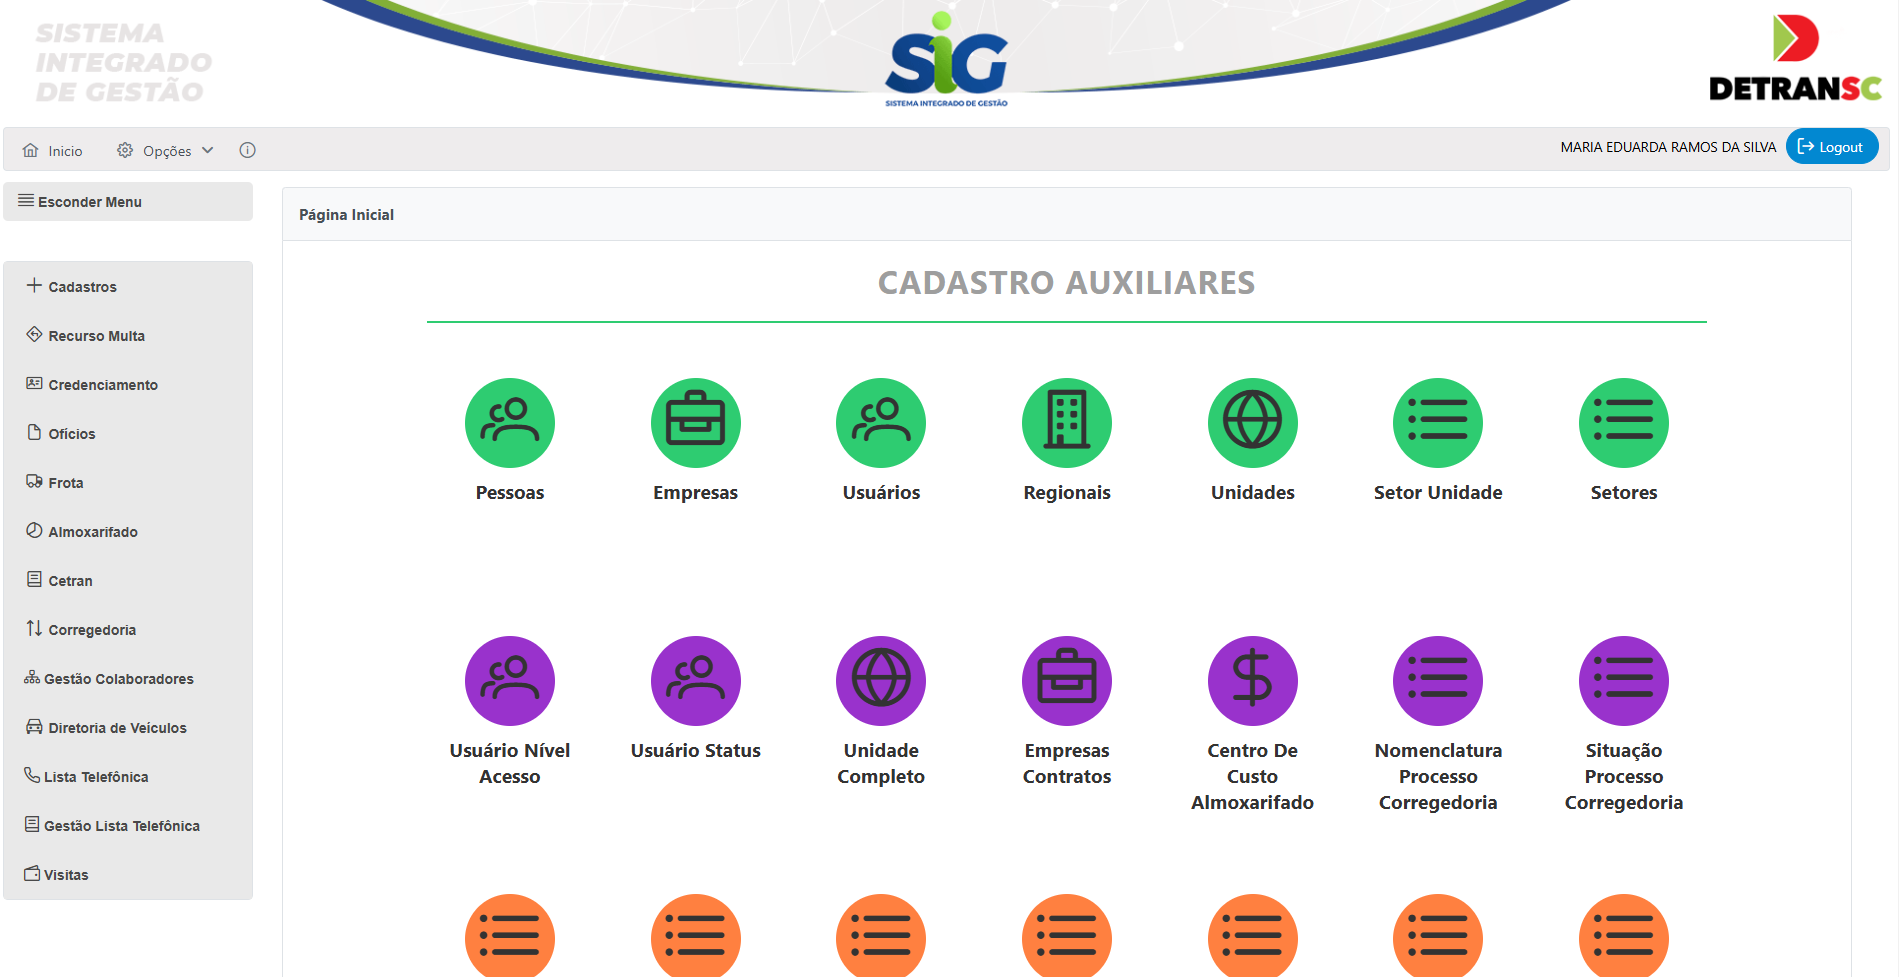 SISTEMA
INTEGRADO
DE GESTÃO
SiG
SISTEMA INTEGRADO DE GESTÃO
DETRANSC
Inicio
Opções
MARIA EDUARDA RAMOS DA SILVA
Logout
Esconder Menu
Cadastros
Recurso Multa
Credenciamento
Ofícios
Frota
Almoxarifado
Cetran
Corregedoria
Gestão Colaboradores
Diretoria de Veículos
Lista Telefônica
Gestão Lista Telefônica
Visitas
Página Inicial
CADASTRO AUXILIARES
Pessoas
Empresas
Usuários
Regionais
Unidades
Setor Unidade
Setores
Usuário Nível
Acesso
Usuário Status
Unidade
Completo
Empresas
Contratos
Centro De
Custo
Almoxarifado
Nomenclatura
Processo
Corregedoria
Situação
Processo
Corregedoria